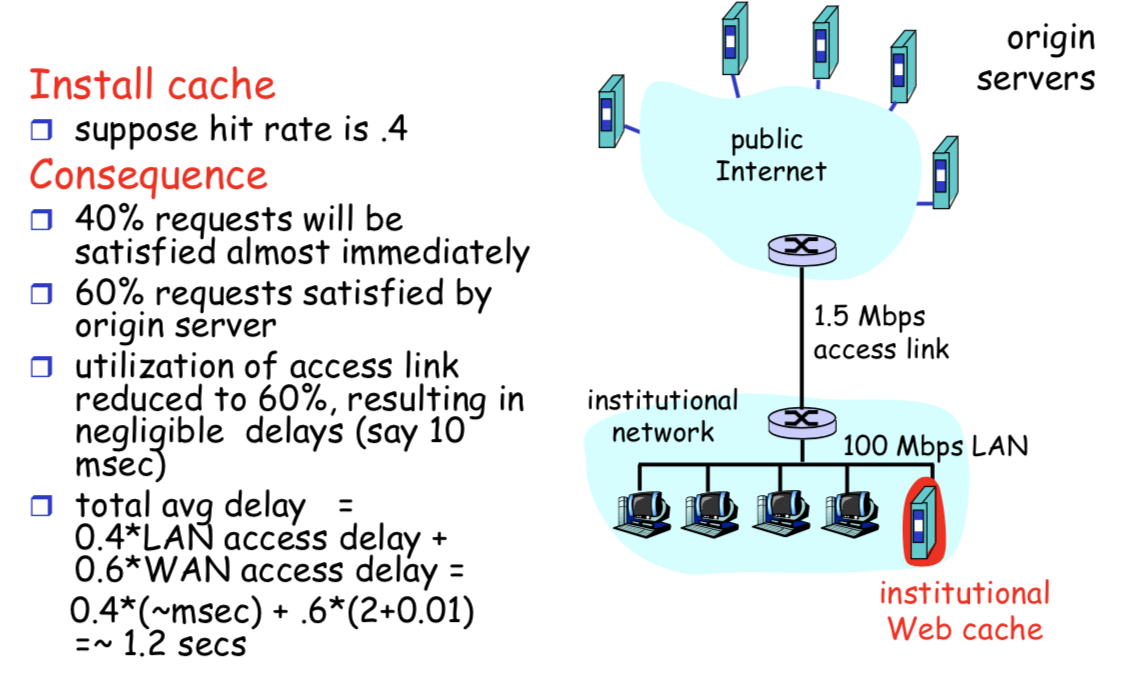 Install cache
suppose hit rate is .4
Consequence
40% requests will be
satisfied almost immediately
60% requests satisfied by
origin server
utilization of access link
reduced to 60%, resulting in
negligible delays (say 10
msec)
total avg delay =
0.4*LAN access delay +
0.6*WAN access delay =
0.4*(~msec) + .6*(2+0.01)
=~ 1.2 secs
origin
servers
public
Internet
1.5 Mbps
access link
institutional
network
100 Mbps LAN
institutional
Web cache